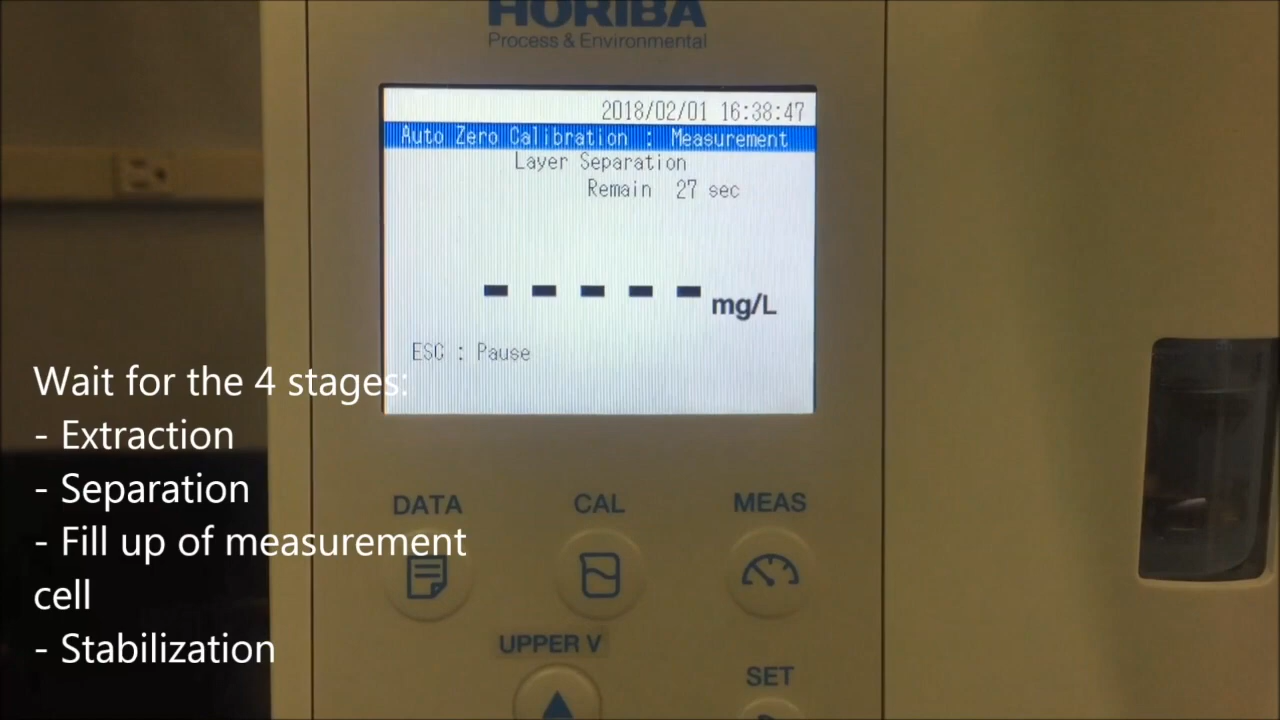 HORIBA
Process & Environmental
2018/02/01 16:38:47
Auto Zero Calibration : Measurement
Layer Separation
Remain 27 sec
- - - - - mg/L
ESC : Pause
Wait for the 4 stages:
- Extraction
- Separation
- Fill up of measurement
cell
- Stabilization
DATA CAL MEAS
UPPER V
SET